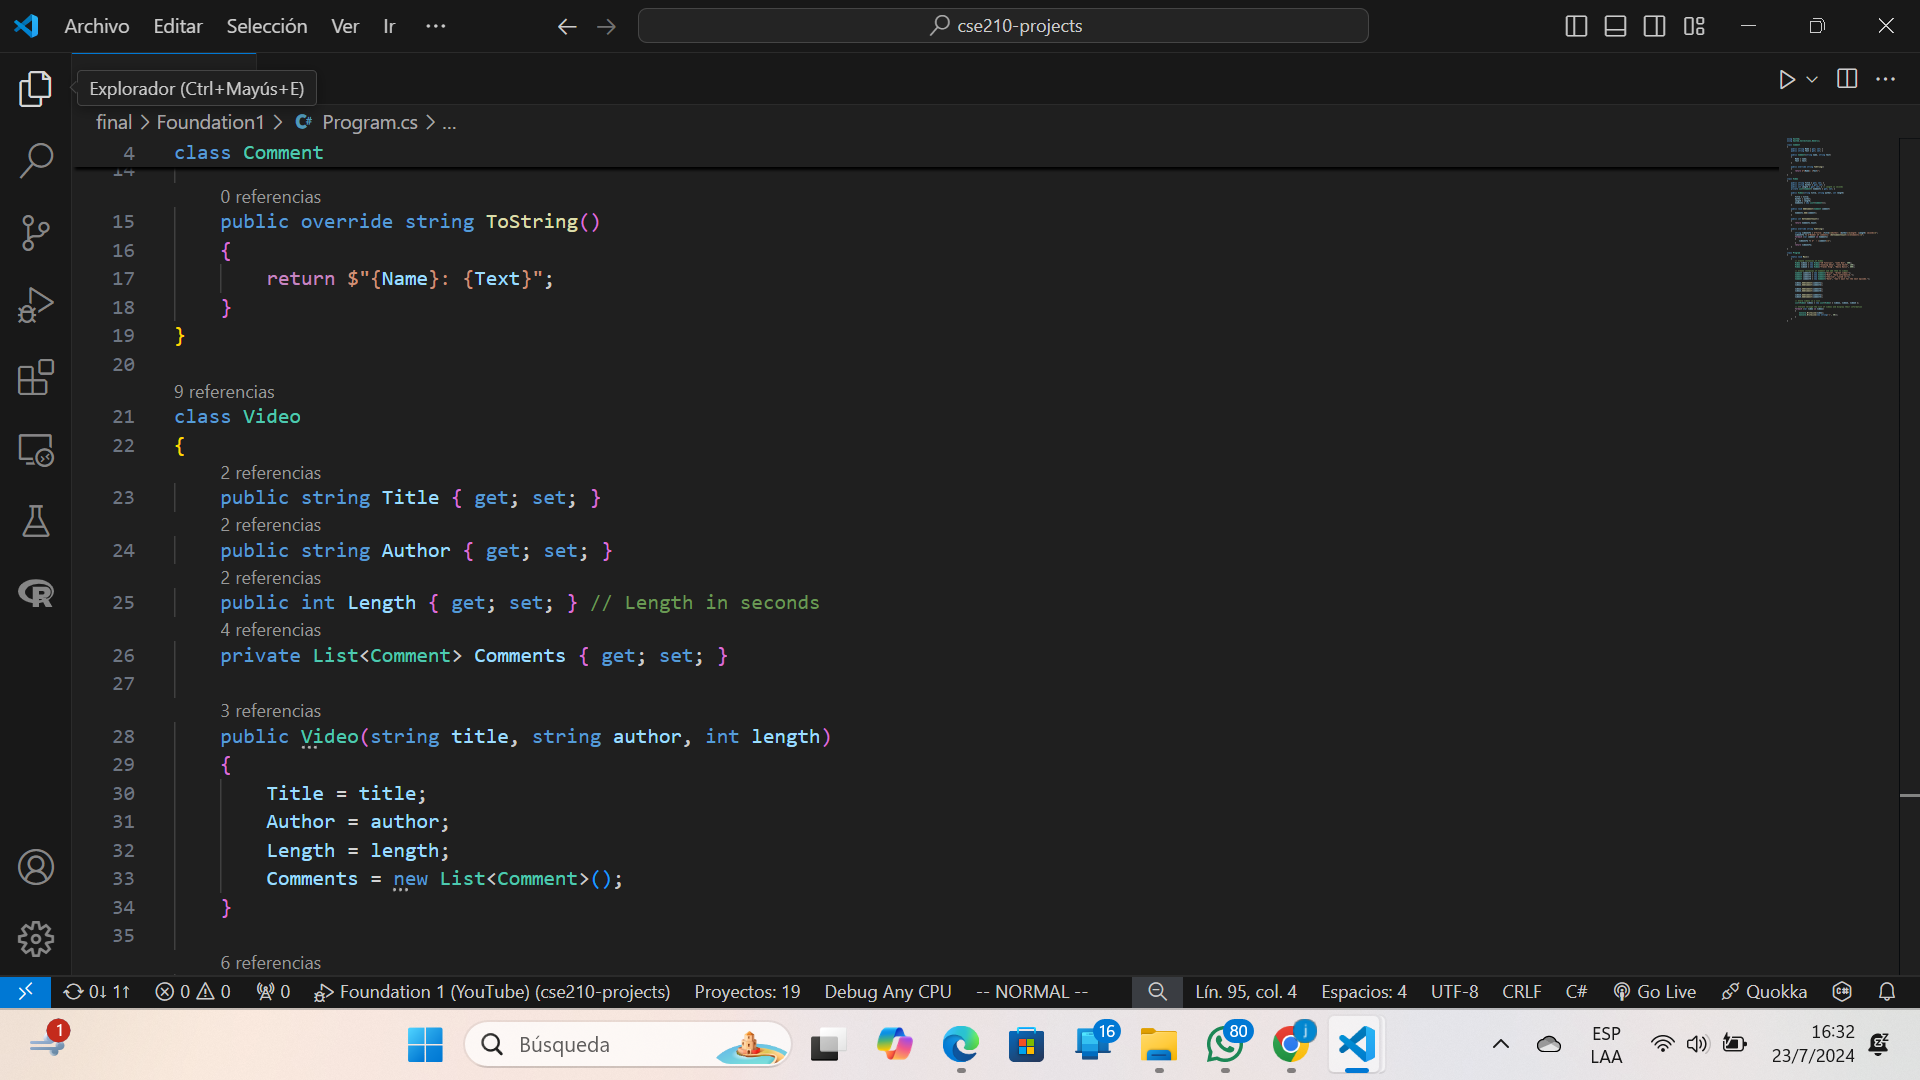 Archivo Editar Selección Ver Ir ···
cse210-projects
Explorador (Ctrl+Mayús+E)
final > Foundation1 > C# Program.cs > ...
4 class Comment
14
0 referencias
15 public override string ToString()
16 {
17 return $"{Name}: {Text}";
18 }
19 }
20
9 referencias
21 class Video
22 {
2 referencias
23 public string Title { get; set; }
2 referencias
24 public string Author { get; set; }
2 referencias
25 public int Length { get; set; } // Length in seconds
4 referencias
26 private List<Comment> Comments { get; set; }
27
3 referencias
28 public Video(string title, string author, int length)
29 {
30 Title = title;
31 Author = author;
32 Length = length;
33 Comments = new List<Comment>();
34 }
35
6 referencias
0↓ 1↑ 0 0 0 Foundation 1 (YouTube) (cse210-projects) Proyectos: 19 Debug Any CPU -- NORMAL -- Lín. 95, col. 4 Espacios: 4 UTF-8 CRLF C# Go Live Quokka
1 Búsqueda 16 80 j ESP LAA 16:32
23/7/2024